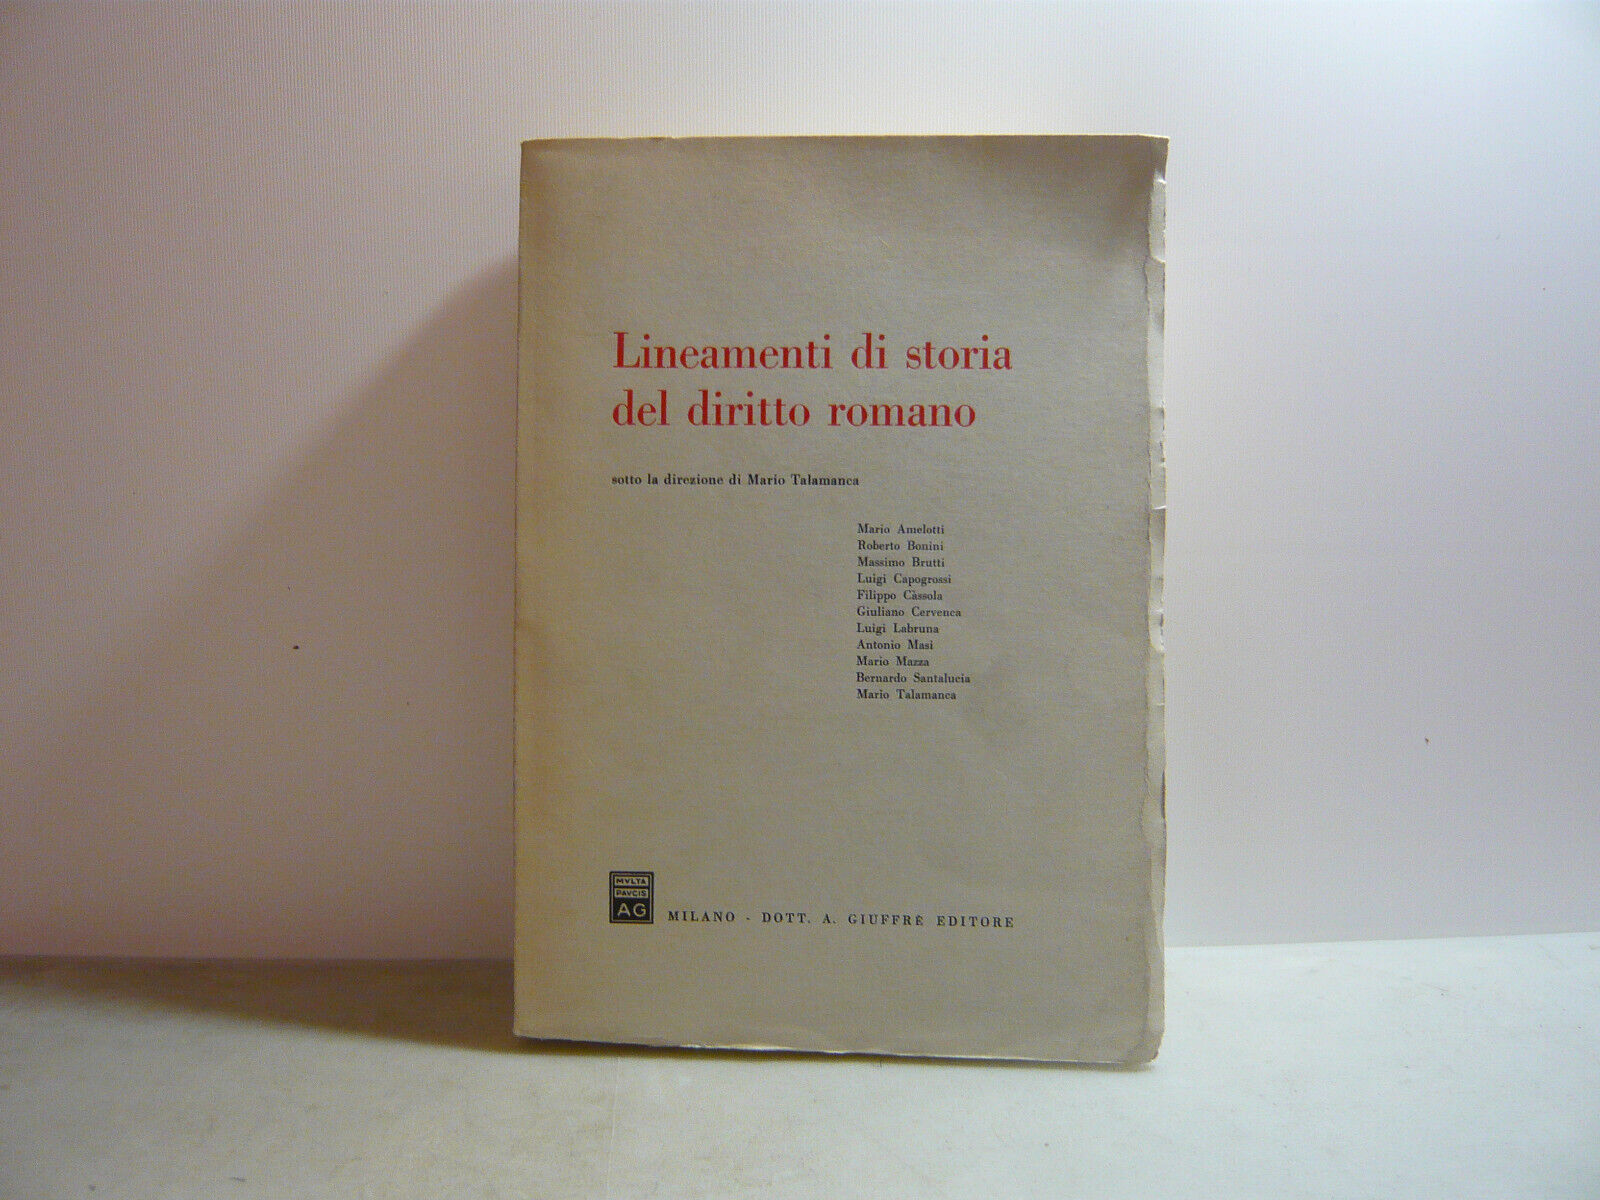 Lineamenti di storia
del diritto romano
sotto la direzione di Mario Talamanca
Mario Amelotti
Roberto Bonini
Massimo Brutti
Luigi Capogrossi
Filippo Càssola
Giuliano Cervenca
Luigi Labruna
Antonio Masi
Mario Mazza
Bernardo Santalucia
Mario Talamanca
MVLTA
PAVCIS
AG
MILANO - DOTT. A. GIUFFRÈ EDITORE